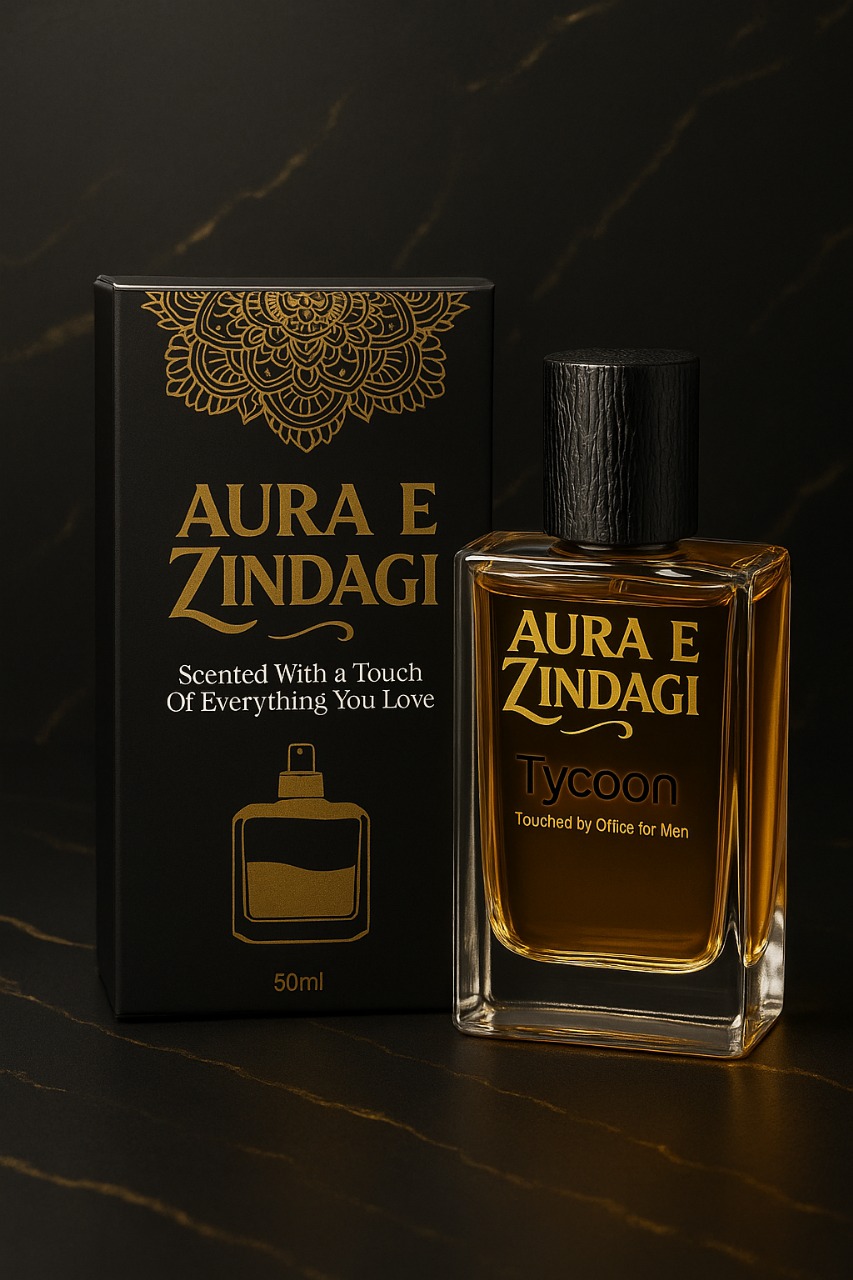 AURA E
ZINDAGI
Scented With a Touch
Of Everything You Love
50ml
AURA E
ZINDAGI
Tycoon
Touched by Office for Men